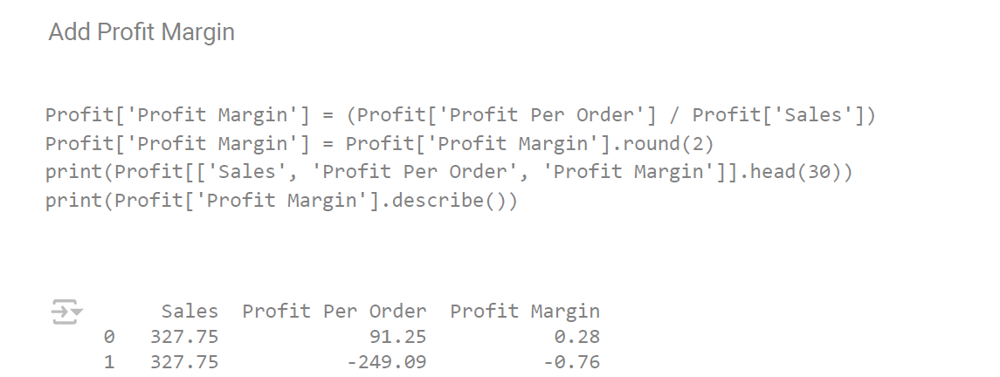 Add Profit Margin
Profit['Profit Margin'] = (Profit['Profit Per Order'] / Profit['Sales'])
Profit['Profit Margin'] = Profit['Profit Margin'].round(2)
print(Profit[['Sales', 'Profit Per Order', 'Profit Margin']].head(30))
print(Profit['Profit Margin'].describe())
Sales Profit Per Order Profit Margin
0 327.75 91.25 0.28
1 327.75 -249.09 -0.76